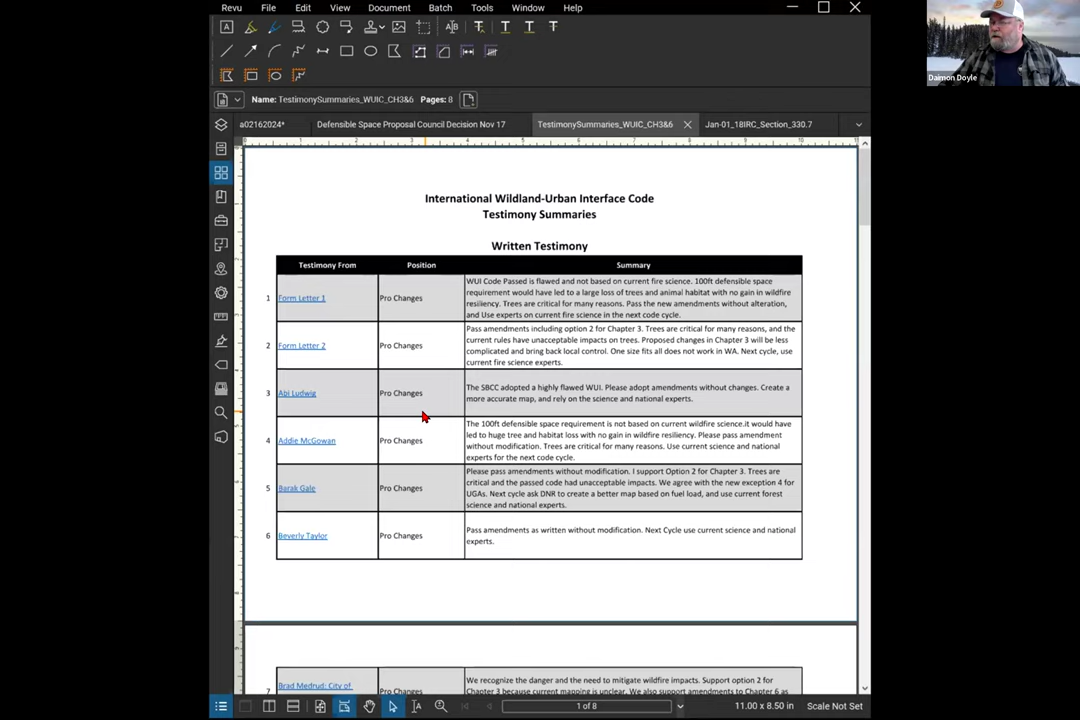 Revu File Edit View Document Batch Tools Window Help
Name: TestimonySummaries_WUIC_CH3&6 Pages: 8
a02162024* Defensible Space Proposal Council Decision Nov 17 TestimonySummaries_WUIC_CH3&6 Jan-01_18IRC_Section_330.7
International Wildland-Urban Interface Code
Testimony Summaries
Written Testimony
Testimony From Position Summary
1 Form Letter 1 Pro Changes
WUI Code Passed is flawed and not based on current fire science. 100ft defensible space
requirement would have led to a large loss of trees and animal habitat with no gain in wildfire
resiliency. Trees are critical for many reasons. Pass the new amendments without alteration,
and Use experts on current fire science in the next code cycle.
2 Form Letter 2 Pro Changes
Pass amendments including option 2 for Chapter 3. Trees are critical for many reasons, and the
current rules have unacceptable impacts on trees. Proposed changes in Chapter 3 will be less
complicated and bring back local control. One size fits all does not work in WA. Next cycle, use
current fire science experts.
3 Abi Ludwig Pro Changes
The SBCC adopted a highly flawed WUI. Please adopt amendments without changes. Create a
more accurate map, and rely on the science and national experts.
4 Addie McGowan Pro Changes
The 100ft defensible space requirement is not based on current wildfire science.it would have
led to huge tree and habitat loss with no gain in wildfire resiliency. Please pass amendment
without modification. Trees are critical for many reasons. Use current science and national
experts for the next code cycle.
5 Barak Gale Pro Changes
Please pass amendments without modification. I support Option 2 for Chapter 3. Trees are
critical and the passed code had unacceptable impacts. We agree with the new exception 4 for
UGAs. Next cycle ask DNR to create a better map based on fuel load, and use current forest
science and national experts.
6 Beverly Taylor Pro Changes
Pass amendments as written without modification. Next Cycle use current science and national
experts.
7 Brad Medrud: City of Pro Changes
We recognize the danger and the need to mitigate wildfire impacts. Support option 2 for
Chapter 3 because current mapping is unclear. We also support amendments to Chapter 6 as
1 of 8 11.00 x 8.50 in Scale Not Set
Daimon Doyle